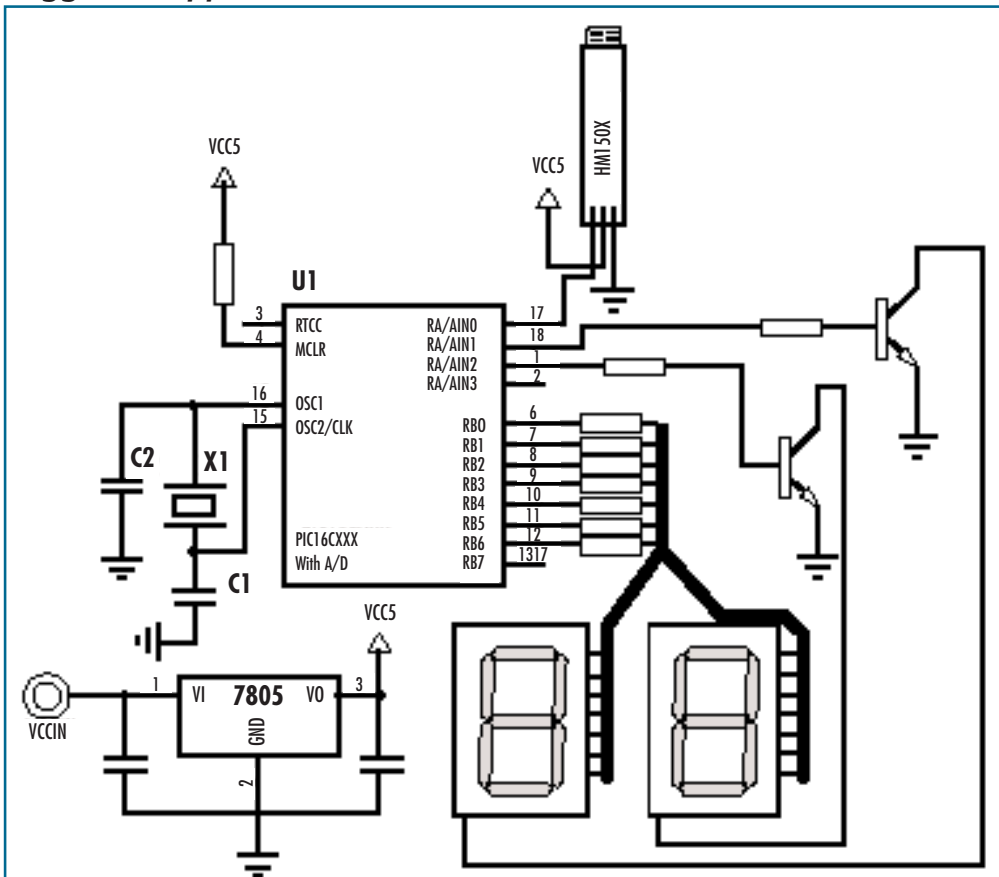 VCC5
HM150X
VCC5
U1
3 RTCC
4 MCLR
16 OSC1
15 OSC2/CLK
RA/AIN0 17
RA/AIN1 18
RA/AIN2 1
RA/AIN3 2
RB0 6
RB1 7
RB2 8
RB3 9
RB4 10
RB5 11
RB6 12
RB7 1317
PIC16CXXX
With A/D
C2
X1
C1
VCC5
VCCIN
1 VI 7805 VO 3
GND
2